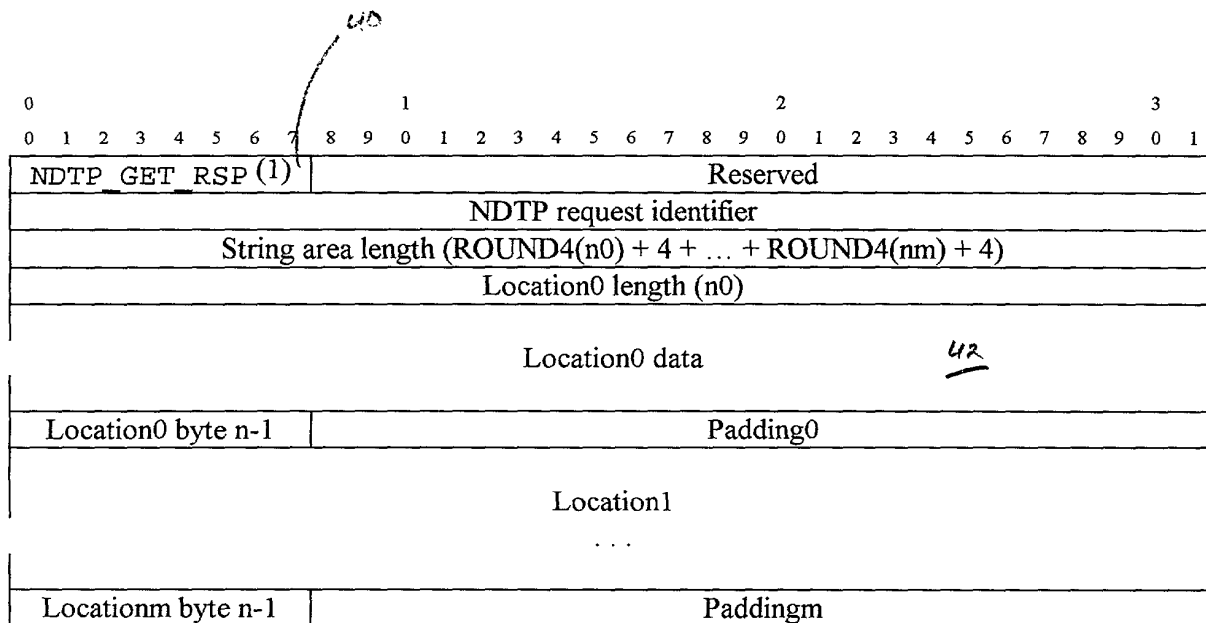 40
0 1 2 3
0 1 2 3 4 5 6 7 8 9 0 1 2 3 4 5 6 7 8 9 0 1 2 3 4 5 6 7 8 9 0 1
NDTP_GET_RSP (1) Reserved
NDTP request identifier
String area length (ROUND4(n0) + 4 + ... + ROUND4(nm) + 4)
Location0 length (n0)
Location0 data 42
Location0 byte n-1 Padding0
Location1
. . .
Locationm byte n-1 Paddingm